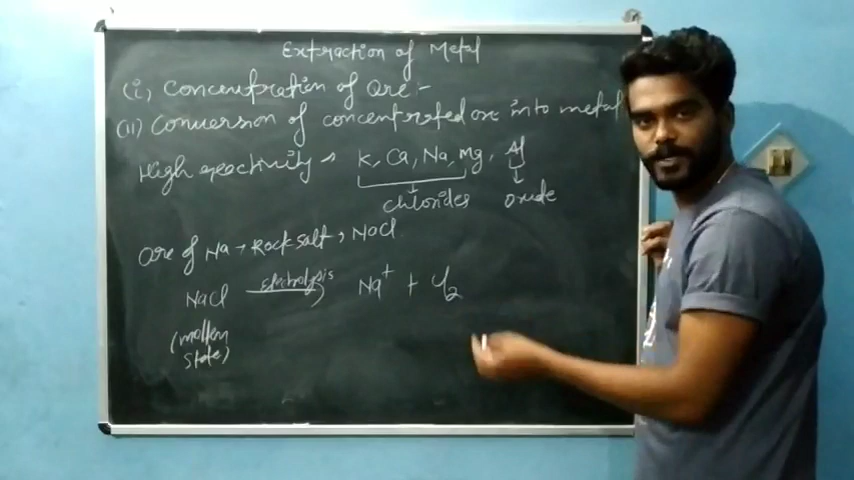 Extraction of Metal
(i) Concentration of Ore :-
(ii) Conversion of concentrated ore into metal
High reactivity → K, Ca, Na, Mg, Al
chlorides oxide
Ore of Na → Rock salt, NaCl
NaCl electrolysis → Na⁺ + Cl₂
(molten
state)